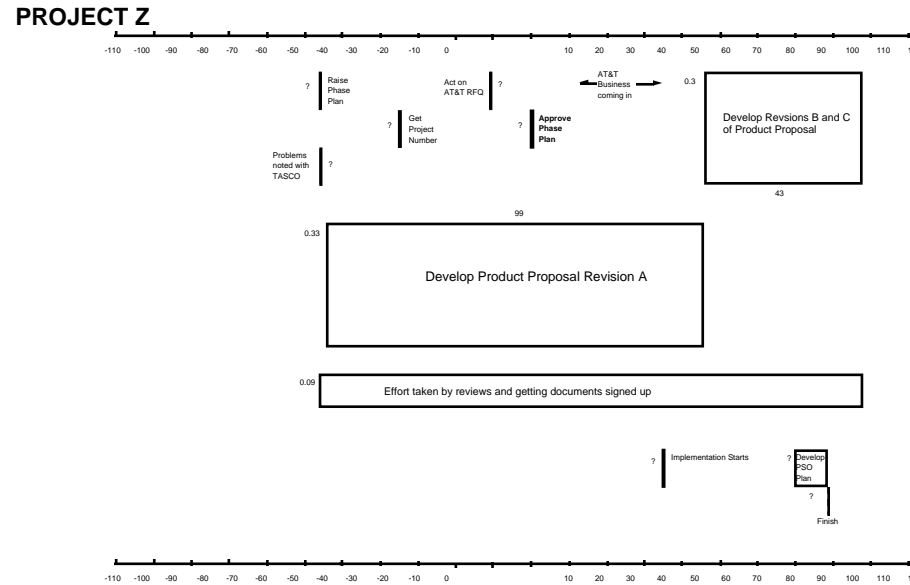 PROJECT Z
-110 -100 -90 -80 -70 -60 -50 -40 -30 -20 -10 0 10 20 30 40 50 60 70 80 90 100 110
? Raise
Phase
Plan
Act on
AT&T RFQ
?
AT&T
Business
coming in
0.3
Develop Revsions B and C
of Product Proposal
43
? Get
Project
Number
? Approve
Phase
Plan
Problems
noted with
TASCO
?
99
0.33
Develop Product Proposal Revision A
0.09
Effort taken by reviews and getting documents signed up
? Implementation Starts
? Develop
PSO
Plan
?
Finish
-110 -100 -90 -80 -70 -60 -50 -40 -30 -20 -10 0 10 20 30 40 50 60 70 80 90 100 110